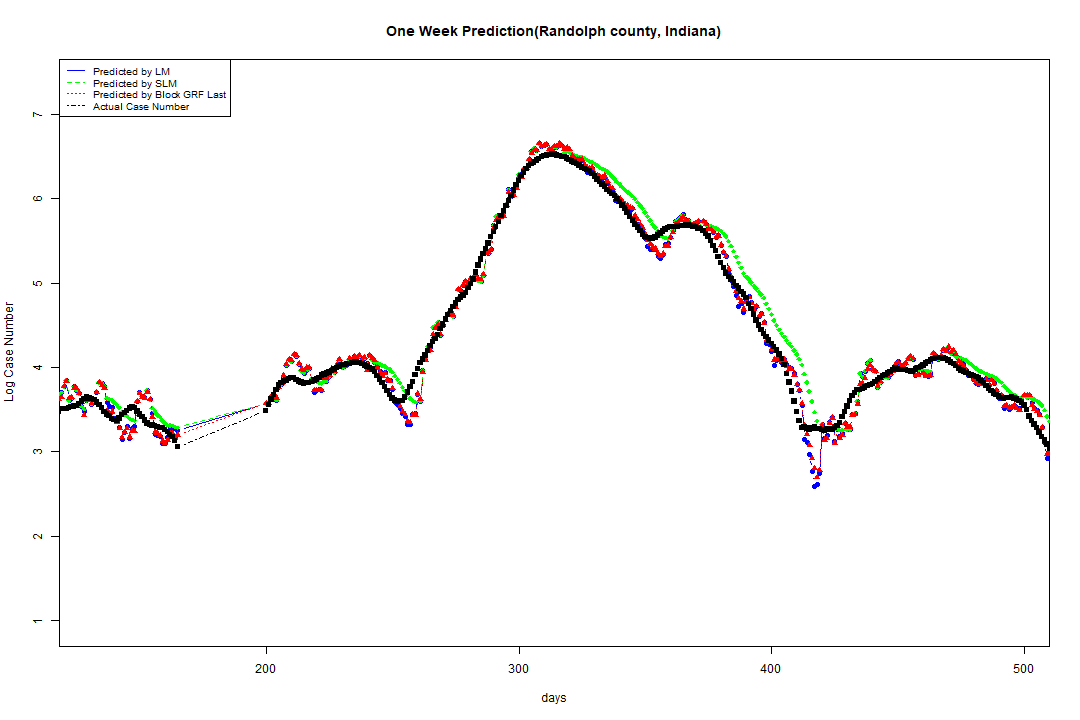 One Week Prediction(Randolph county, Indiana)
Predicted by LM
Predicted by SLM
Predicted by Block GRF Last
Actual Case Number
7
6
5
4
3
2
1
Log Case Number
200
300
400
500
days